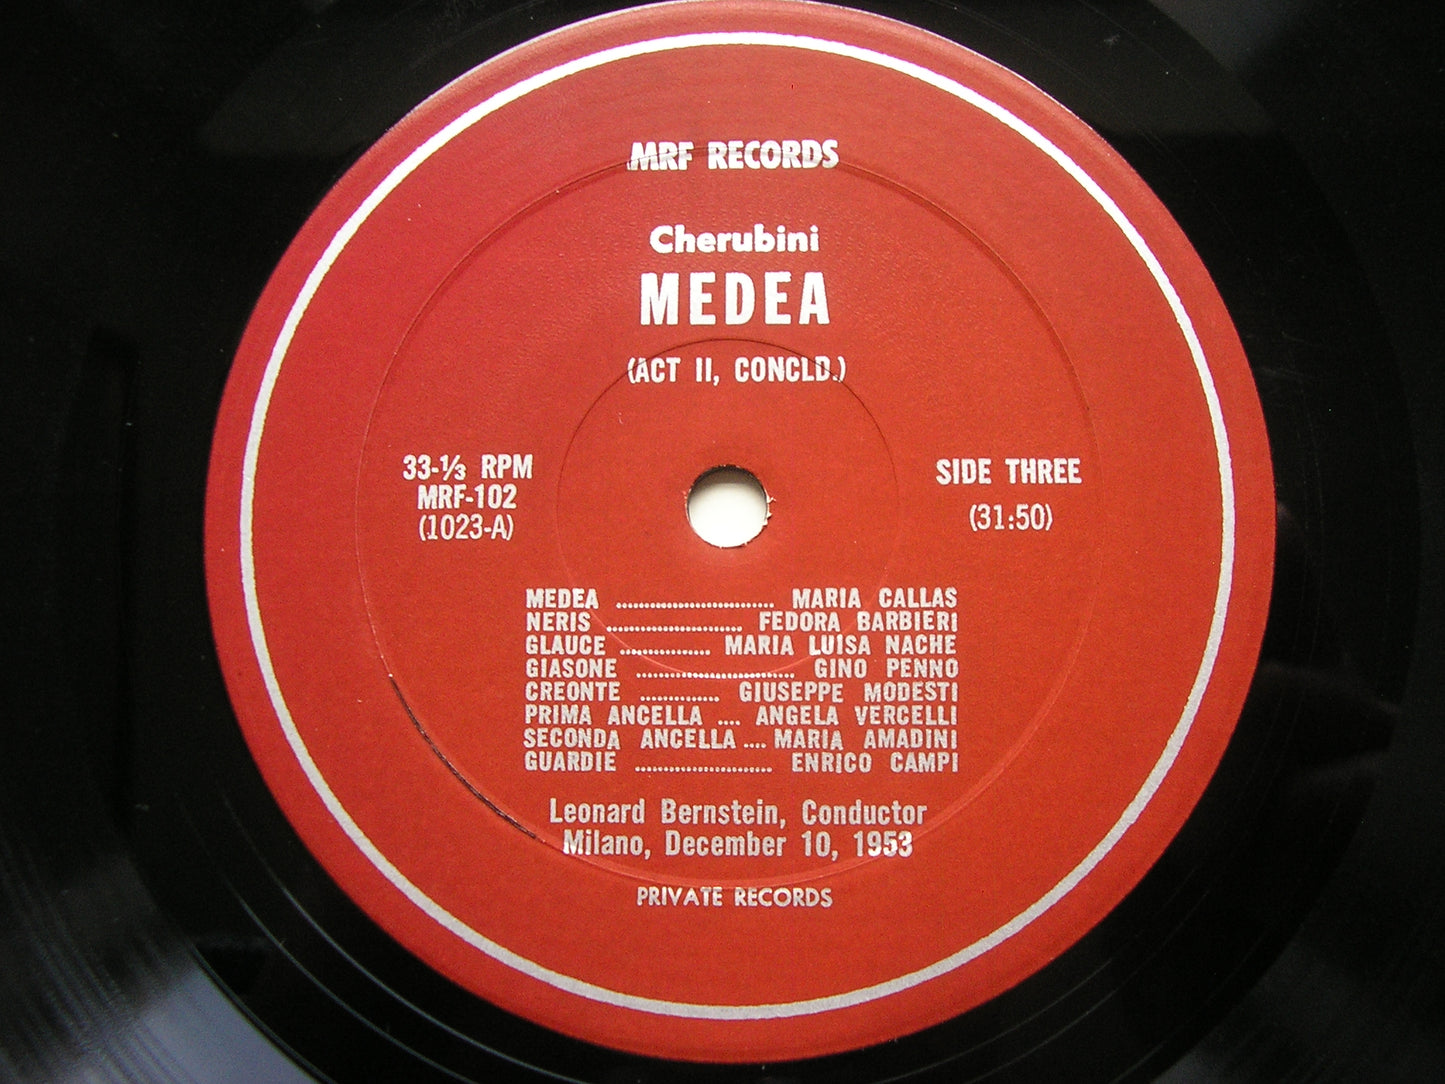 MRF RECORDS
Cherubini
MEDEA
(ACT II, CONCLD.)
33-⅓ RPM
MRF-102
(1023-A)
SIDE THREE
(31:50)
MEDEA ............................ MARIA CALLAS
NERIS ........................ FEDORA BARBIERI
GLAUCE ................ MARIA LUISA NACHE
GIASONE ............................ GINO PENNO
CREONTE .............. GIUSEPPE MODESTI
PRIMA ANCELLA .... ANGELA VERCELLI
SECONDA ANCELLA .... MARIA AMADINI
GUARDIE ........................ ENRICO CAMPI
Leonard Bernstein, Conductor
Milano, December 10, 1953
PRIVATE RECORDS